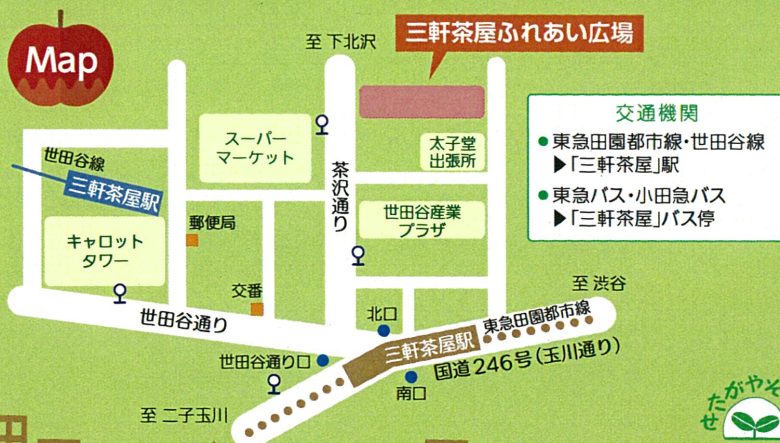 Map
至 下北沢
三軒茶屋ふれあい広場
交通機関
●東急田園都市線・世田谷線
▶「三軒茶屋」駅
●東急バス・小田急バス
▶「三軒茶屋」バス停
スーパー
マーケット
太子堂
出張所
世田谷線
三軒茶屋駅
茶沢通り
世田谷産業
プラザ
郵便局
キャロット
タワー
交番
世田谷通り
北口
至 渋谷
東急田園都市線
三軒茶屋駅
国道246号(玉川通り)
世田谷通り口
南口
至 二子玉川
せたがやそ